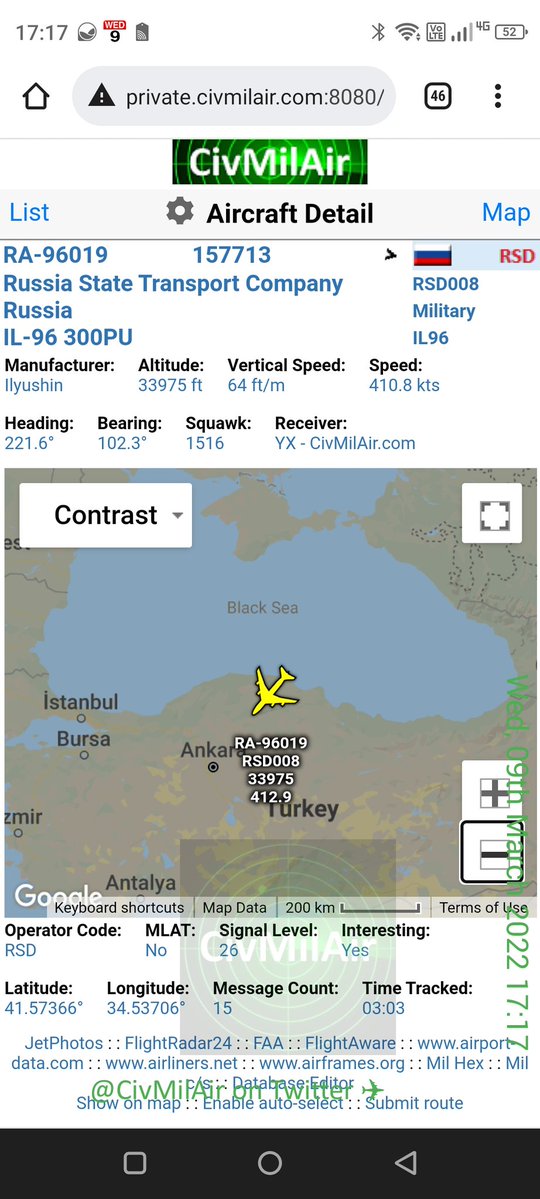 17:17 WED 9 Vo LTE 4G 52
private.civmilair.com:8080/ 46
CivMilAir
List Aircraft Detail Map
RA-96019 157713 RSD
Russia State Transport Company RSD008
Russia Military
IL-96 300PU IL96
Manufacturer: Altitude: Vertical Speed: Speed:
Ilyushin 33975 ft 64 ft/m 410.8 kts
Heading: Bearing: Squawk: Receiver:
221.6° 102.3° 1516 YX - CivMilAir.com
Contrast
Black Sea
İstanbul
Bursa
Ankara
RA-96019
RSD008
33975
412.9
Turkey
zmir
Antalya
Google
Keyboard shortcuts Map Data 200 km Terms of Use
Wed, 09th March 2022 17:17
Operator Code: MLAT: Signal Level: Interesting:
RSD No 26 Yes
CivMilAir
Latitude: Longitude: Message Count: Time Tracked:
41.57366° 34.53706° 15 03:03
JetPhotos : : FlightRadar24 : : FAA : : FlightAware : : www.airport-
data.com : : www.airliners.net : : www.airframes.org : : Mil Hex : : Mil
c/s : : Database Editor
@CivMilAir on Twitter
Show on map : : Enable auto-select : : Submit route